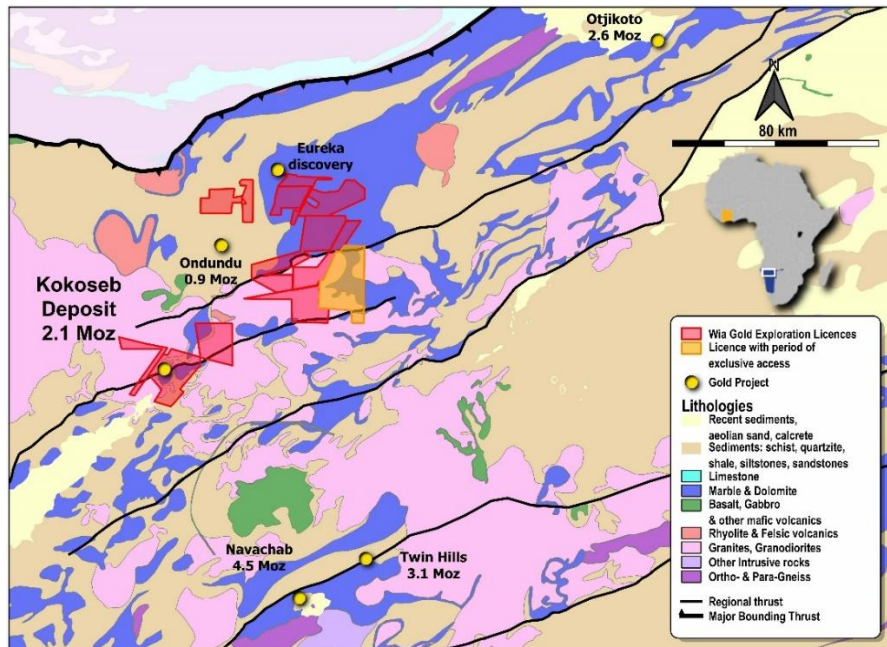 Otjikoto
2.6 Moz
N
80 km
Eureka
discovery
Ondundu
0.9 Moz
Kokoseb
Deposit
2.1 Moz
Navachab
4.5 Moz
Twin Hills
3.1 Moz
Wia Gold Exploration Licences
Licence with period of
exclusive access
Gold Project
Lithologies
Recent sediments,
aeolian sand, calcrete
Sediments: schist, quartzite,
shale, siltstones, sandstones
Limestone
Marble & Dolomite
Basalt, Gabbro
& other mafic volcanics
Rhyolite & Felsic volcanics
Granites, Granodiorites
Other Intrusive rocks
Ortho- & Para-Gneiss
Regional thrust
Major Bounding Thrust